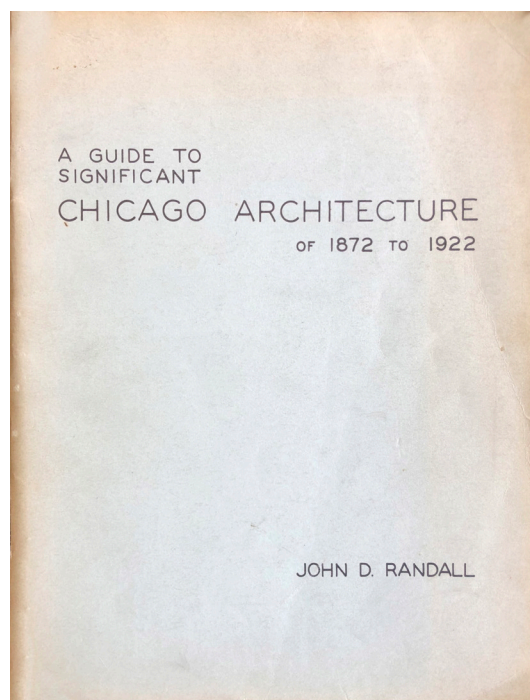 A GUIDE TO
SIGNIFICANT
CHICAGO ARCHITECTURE
OF 1872 TO 1922
JOHN D. RANDALL